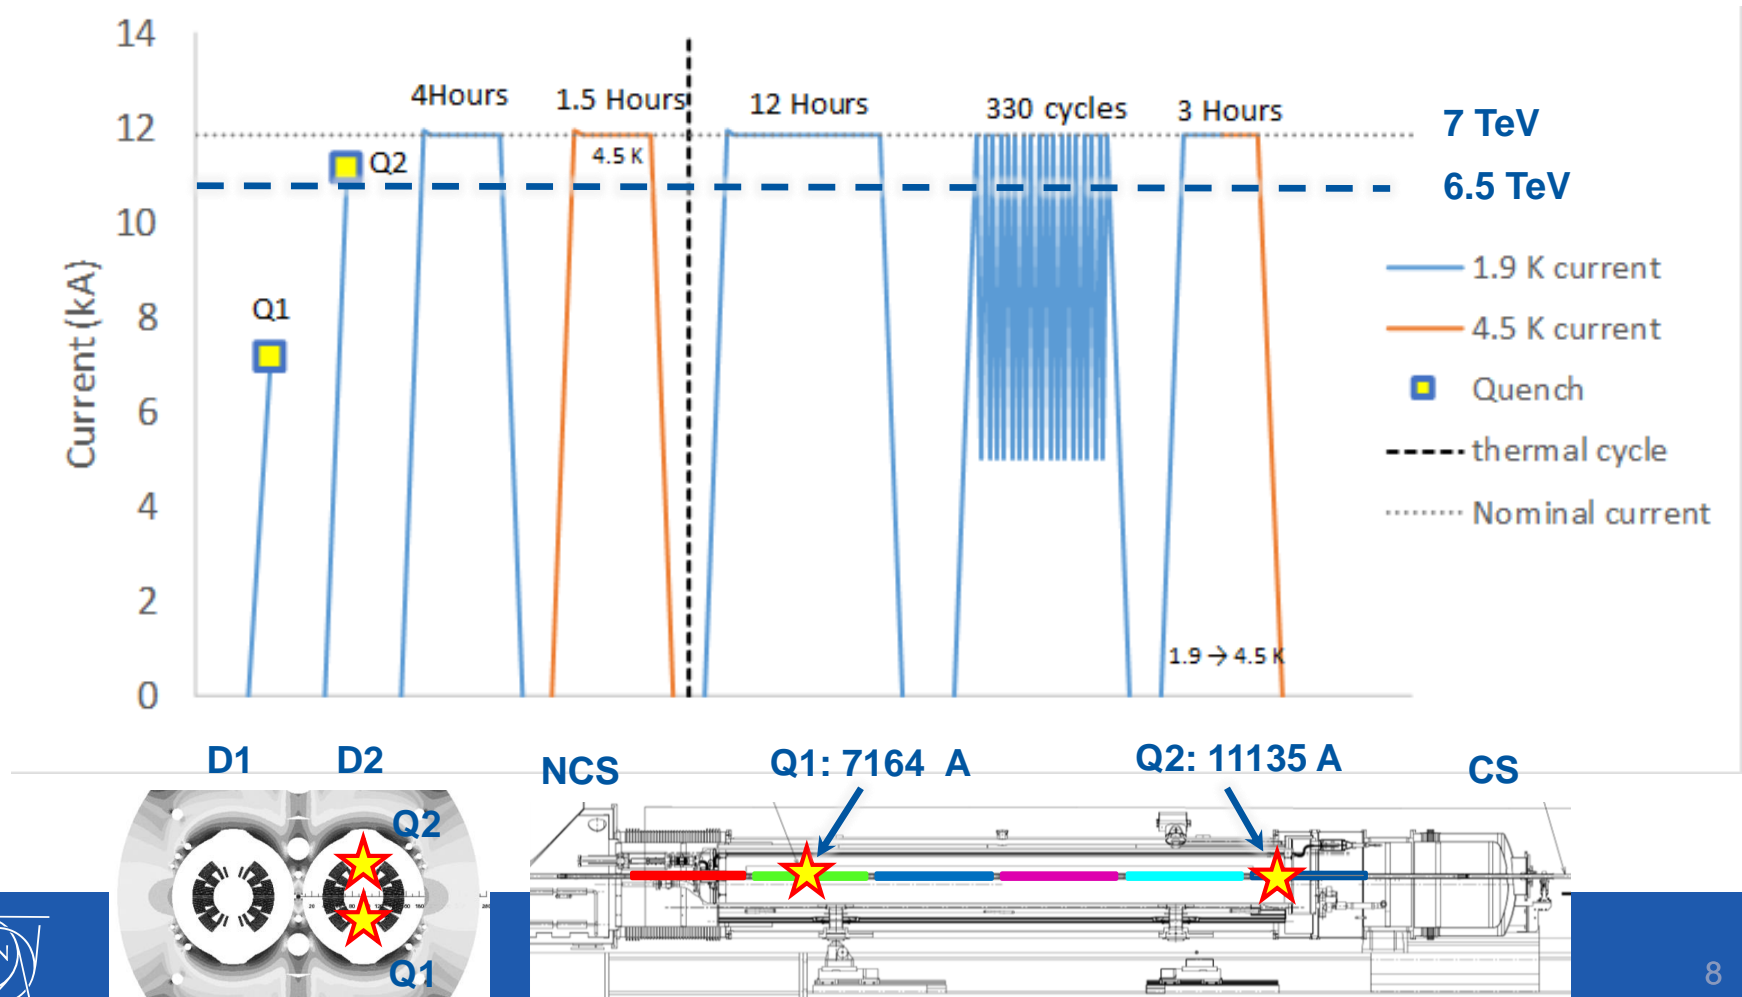 14
12
10
8
6
4
2
0
Current (kA)
4Hours
1.5 Hours
12 Hours
330 cycles
3 Hours
7 TeV
6.5 TeV
Q2
Q1
4.5 K
1.9 → 4.5 K
1.9 K current
4.5 K current
Quench
thermal cycle
Nominal current
D1
D2
NCS
Q1: 7164 A
Q2: 11135 A
CS
Q2
Q1
8